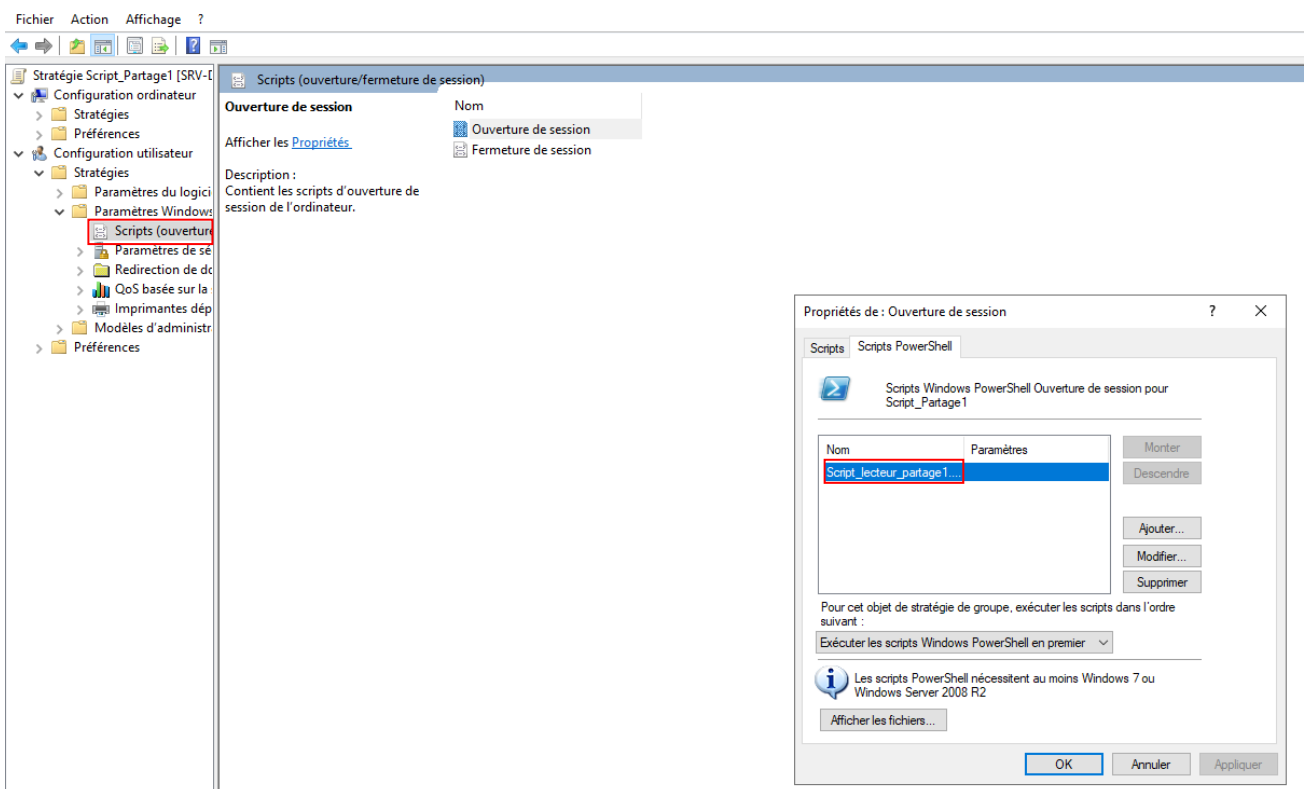 Fichier Action Affichage ?
Stratégie Script_Partage1 [SRV-D
Configuration ordinateur
Stratégies
Préférences
Configuration utilisateur
Stratégies
Paramètres du logici
Paramètres Windows
Scripts (ouverture
Paramètres de sé
Redirection de do
QoS basée sur la
Imprimantes dép
Modèles d'administr
Préférences
Scripts (ouverture/fermeture de session)
Ouverture de session
Afficher les Propriétés
Description :
Contient les scripts d'ouverture de
session de l'ordinateur.
Nom
Ouverture de session
Fermeture de session
Propriétés de : Ouverture de session
?
Scripts Scripts PowerShell
Scripts Windows PowerShell Ouverture de session pour
Script_Partage1
Nom Paramètres
Script_lecteur_partage1....
Monter
Descendre
Ajouter...
Modifier...
Supprimer
Pour cet objet de stratégie de groupe, exécuter les scripts dans l'ordre
suivant :
Exécuter les scripts Windows PowerShell en premier
Les scripts PowerShell nécessitent au moins Windows 7 ou
Windows Server 2008 R2
Afficher les fichiers...
OK Annuler Appliquer